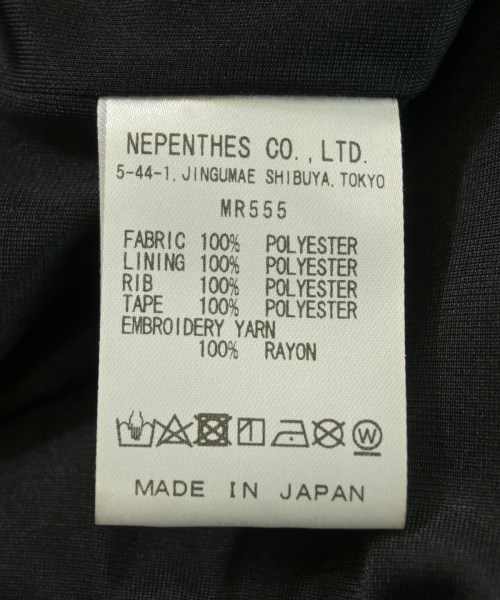 NEPENTHES CO.,LTD.
5-44-1, JINGUMAE SHIBUYA, TOKYO
MR555
FABRIC 100% POLYESTER
LINING 100% POLYESTER
RIB 100% POLYESTER
TAPE 100% POLYESTER
EMBROIDERY YARN
100% RAYON
W
MADE IN JAPAN